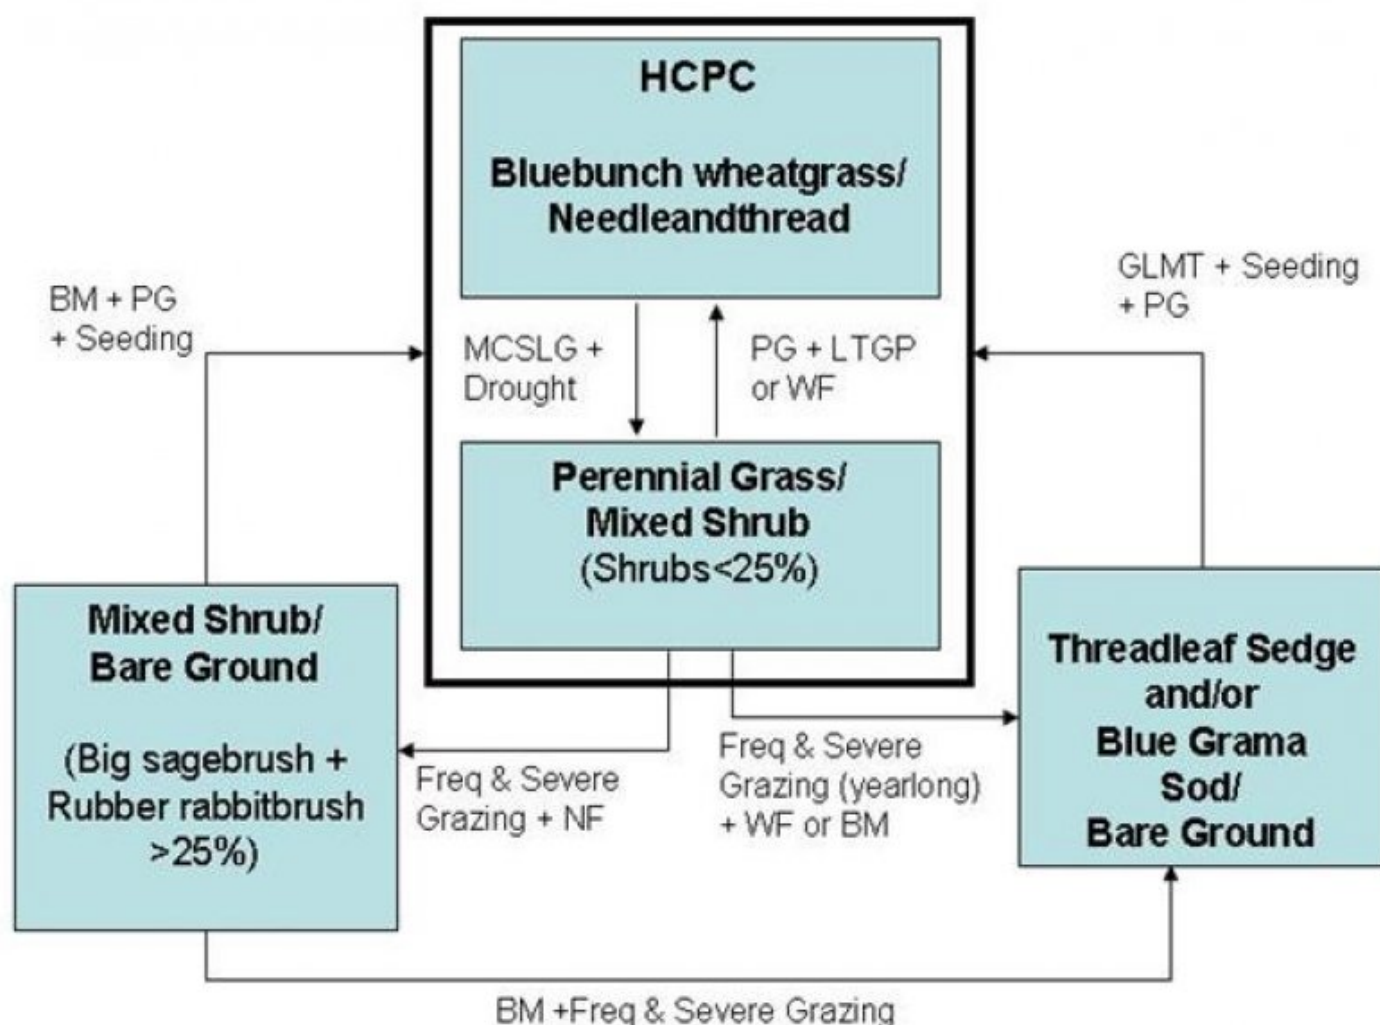 HCPC
Bluebunch wheatgrass/
Needleandthread
BM + PG
+ Seeding
GLMT + Seeding
+ PG
MCSLG +
Drought
PG + LTGP
or WF
Perennial Grass/
Mixed Shrub
(Shrubs<25%)
Mixed Shrub/
Bare Ground
(Big sagebrush +
Rubber rabbitbrush
>25%)
Threadleaf Sedge
and/or
Blue Grama
Sod/
Bare Ground
Freq & Severe
Grazing + NF
Freq & Severe
Grazing (yearlong)
+ WF or BM
BM +Freq & Severe Grazing